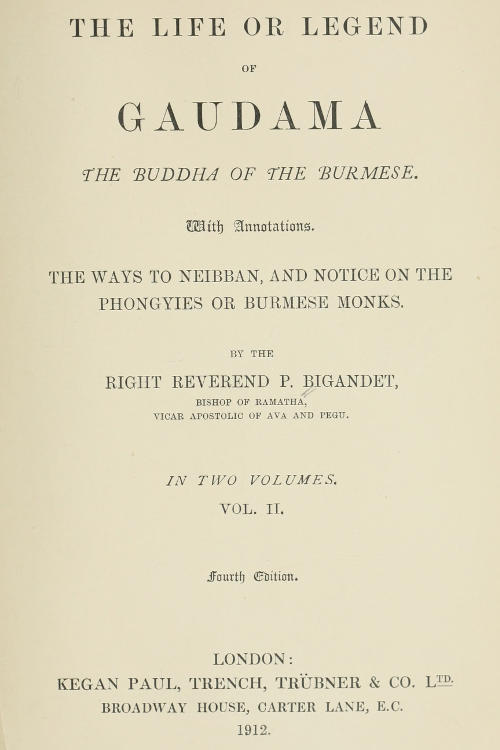 THE LIFE OR LEGEND
OF
GAUDAMA
THE BUDDHA OF THE BURMESE.
With Annotations.
THE WAYS TO NEIBBAN, AND NOTICE ON THE
PHONGYIES OR BURMESE MONKS.
BY THE
RIGHT REVEREND P. BIGANDET,
BISHOP OF RAMATHA,
VICAR APOSTOLIC OF AVA AND PEGU.
IN TWO VOLUMES.
VOL. II.
Fourth Edition.
LONDON:
KEGAN PAUL, TRENCH, TRÜBNER & CO. LTD.
BROADWAY HOUSE, CARTER LANE, E.C.
1912.